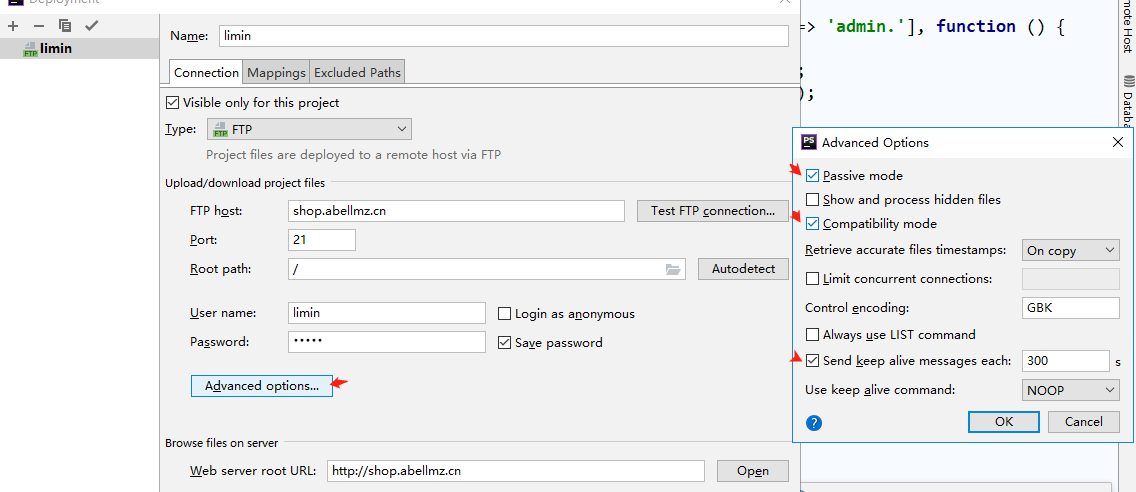 Deployment
limin
Name: limin
Connection Mappings Excluded Paths
Visible only for this project
Type: FTP
Project files are deployed to a remote host via FTP
Upload/download project files
FTP host: shop.abellmz.cn Test FTP connection...
Port: 21
Root path: / Autodetect
User name: limin Login as anonymous
Password: ••••• Save password
Advanced options...
Browse files on server
Web server root URL: http://shop.abellmz.cn Open
=> 'admin.'], function () {
;
);
mote Host
Databa
PS Advanced Options
Passive mode
Show and process hidden files
Compatibility mode
Retrieve accurate files timestamps: On copy
Limit concurrent connections:
Control encoding: GBK
Always use LIST command
Send keep alive messages each: 300 s
Use keep alive command: NOOP
? OK Cancel